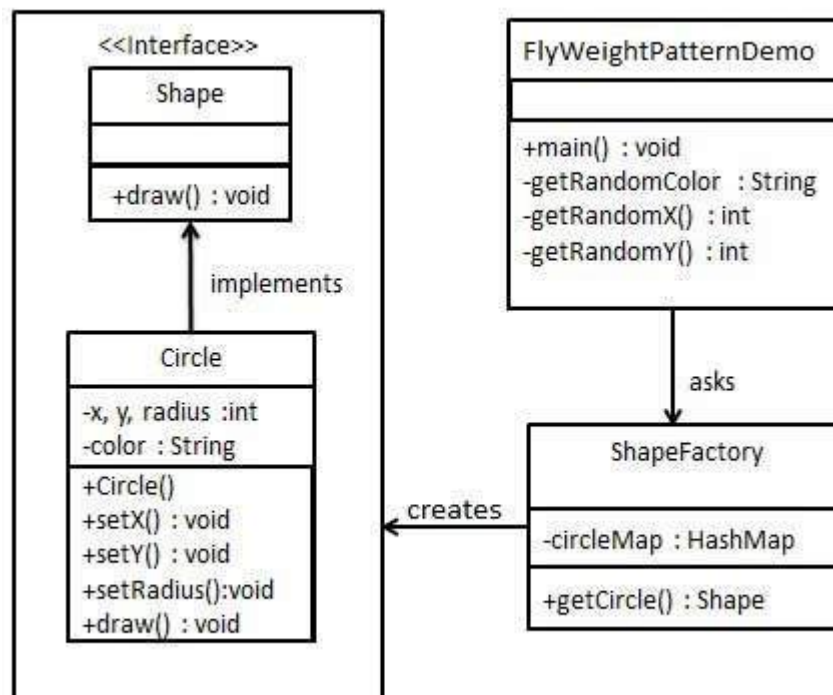 <<Interface>>
Shape
+draw() : void
implements
Circle
-x, y, radius :int
-color : String
+Circle()
+setX() : void
+setY() : void
+setRadius():void
+draw() : void
FlyWeightPatternDemo
+main() : void
-getRandomColor : String
-getRandomX() : int
-getRandomY() : int
asks
ShapeFactory
-circleMap : HashMap
+getCircle() : Shape
creates